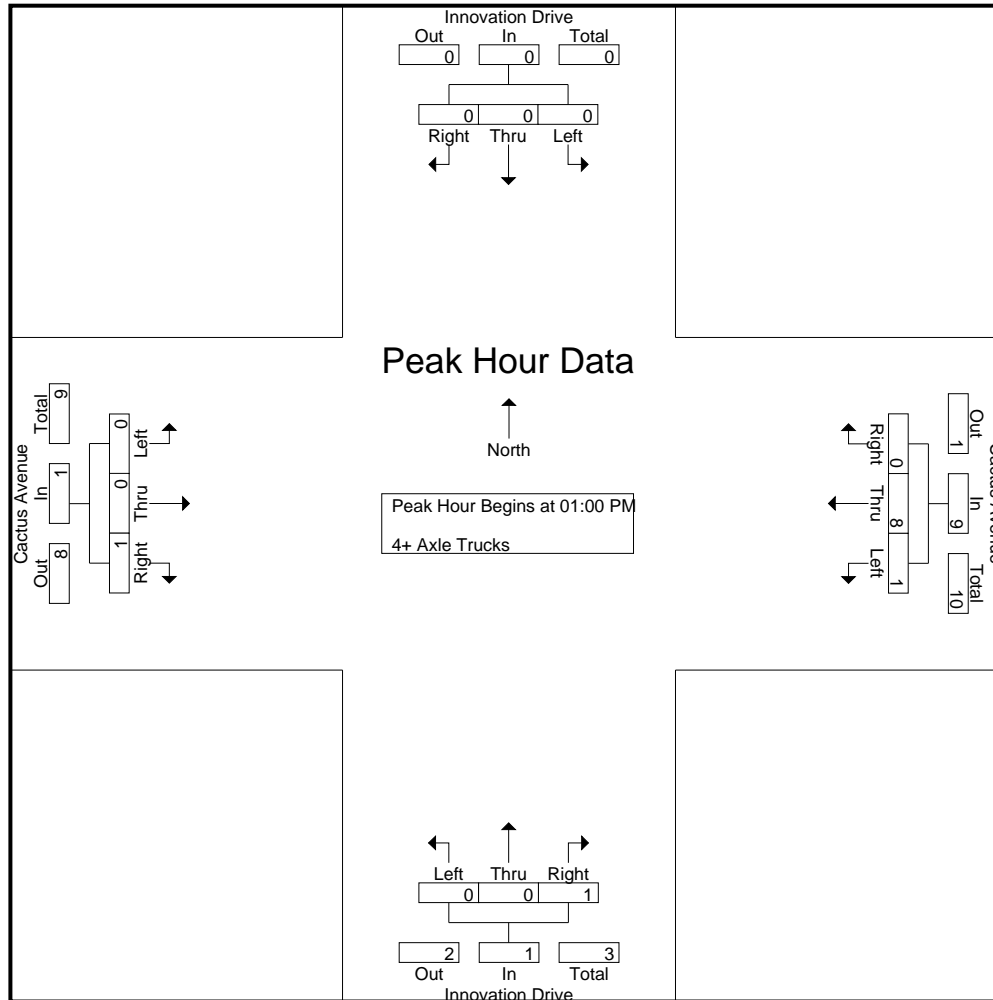 Innovation Drive
Out In Total
0 0 0
0 0 0
Right Thru Left
Peak Hour Data
North
Peak Hour Begins at 01:00 PM
4+ Axle Trucks
Cactus Avenue
Out In Total
8 1 9
0 0 1
Left Thru Right
Out In Total
1 9 10
0 8 1
Right Thru Left
Left Thru Right
0 0 1
2 1 3
Out In Total
Innovation Drive